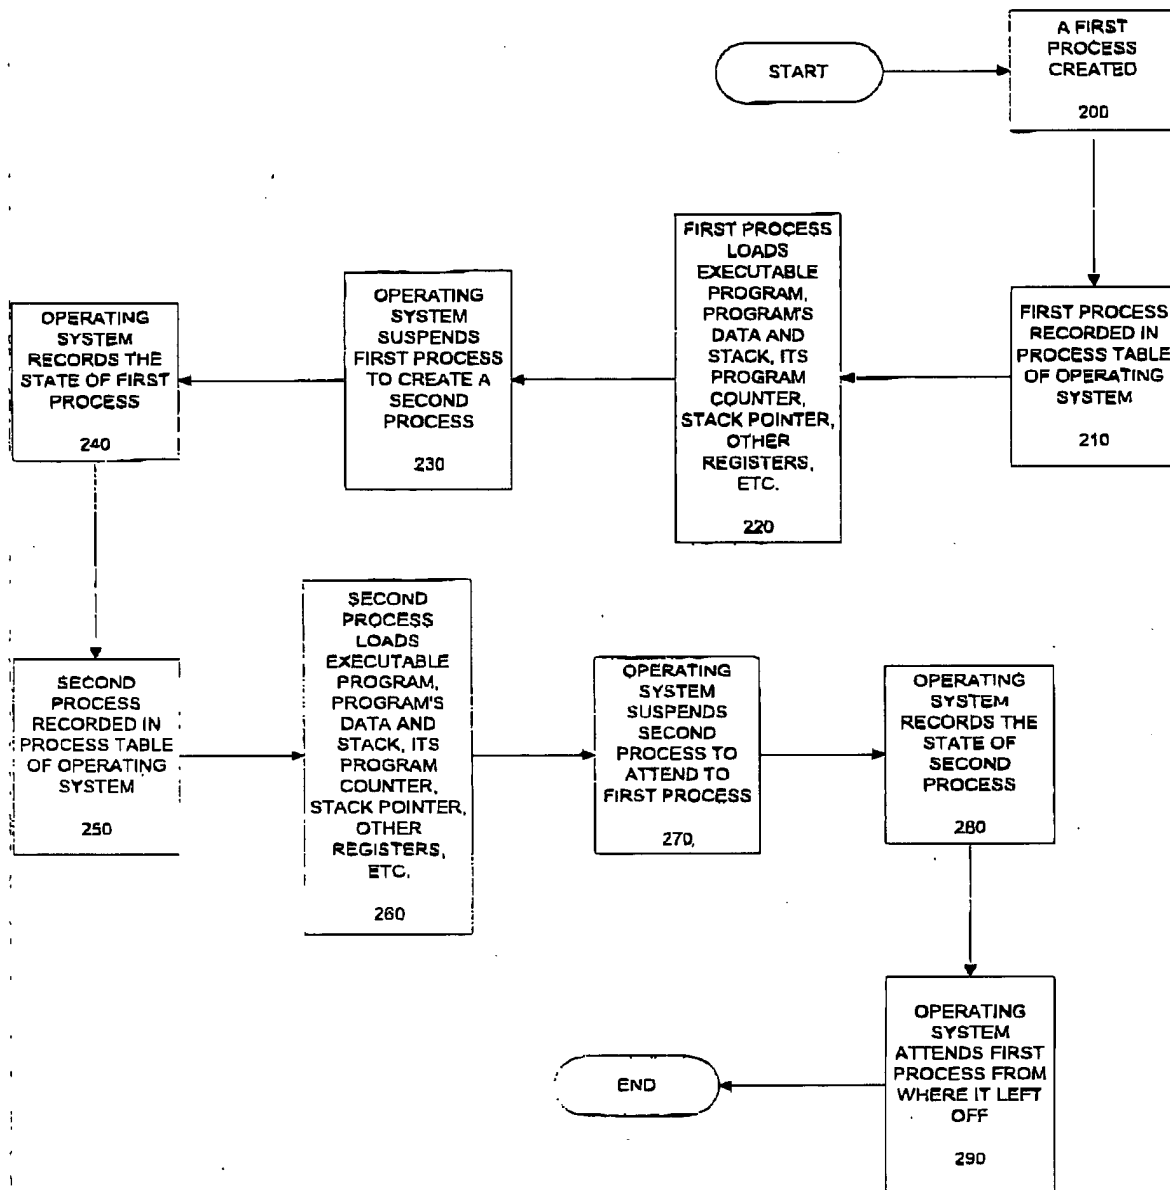 START
A FIRST
PROCESS
CREATED
200
FIRST PROCESS
RECORDED IN
PROCESS TABLE
OF OPERATING
SYSTEM
210
FIRST PROCESS
LOADS
EXECUTABLE
PROGRAM,
PROGRAM'S
DATA AND
STACK, ITS
PROGRAM
COUNTER,
STACK POINTER,
OTHER
REGISTERS,
ETC.
220
OPERATING
SYSTEM
SUSPENDS
FIRST PROCESS
TO CREATE A
SECOND
PROCESS
230
OPERATING
SYSTEM
RECORDS THE
STATE OF FIRST
PROCESS
240
SECOND
PROCESS
RECORDED IN
PROCESS TABLE
OF OPERATING
SYSTEM
250
SECOND
PROCESS
LOADS
EXECUTABLE
PROGRAM,
PROGRAM'S
DATA AND
STACK, ITS
PROGRAM
COUNTER,
STACK POINTER,
OTHER
REGISTERS,
ETC.
260
OPERATING
SYSTEM
SUSPENDS
SECOND
PROCESS TO
ATTEND TO
FIRST PROCESS
270
OPERATING
SYSTEM
RECORDS THE
STATE OF
SECOND
PROCESS
280
OPERATING
SYSTEM
ATTENDS FIRST
PROCESS FROM
WHERE IT LEFT
OFF
290
END